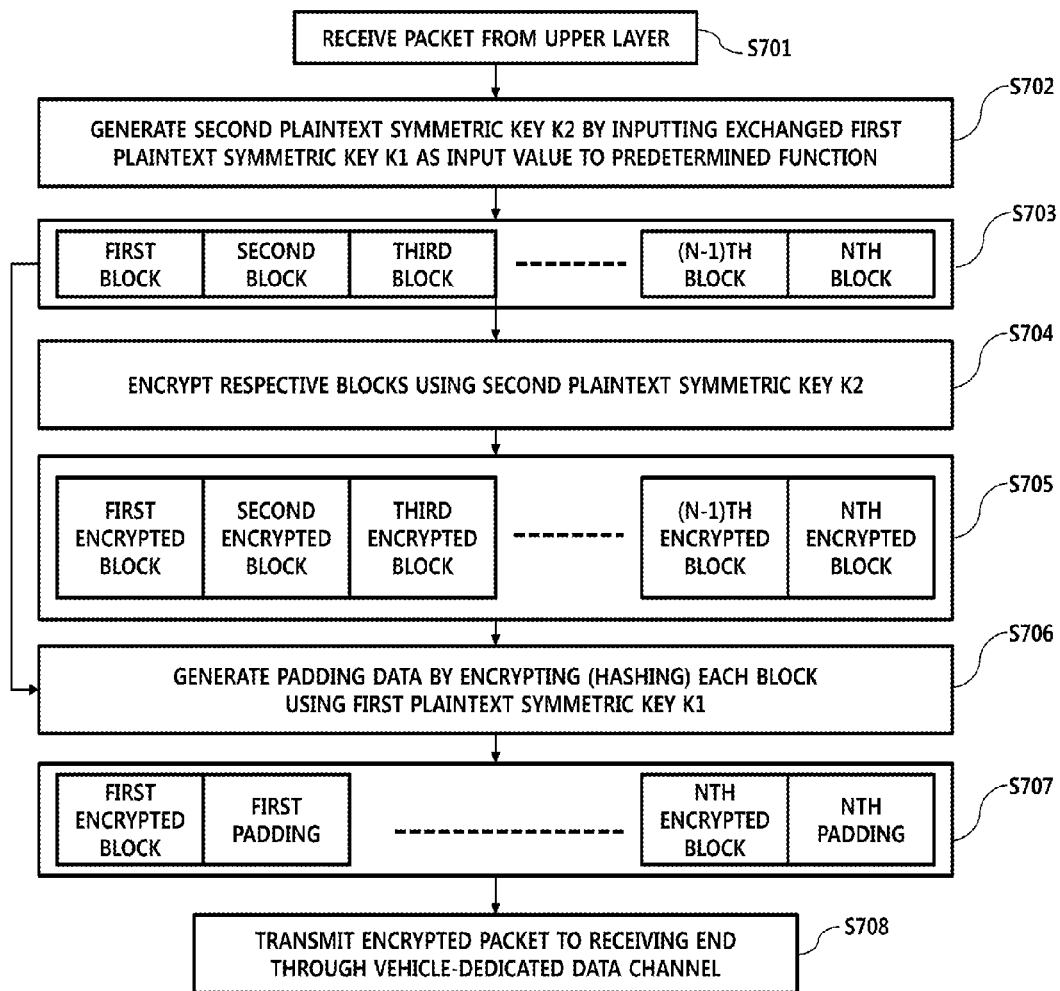 RECEIVE PACKET FROM UPPER LAYER
S701
S702
GENERATE SECOND PLAINTEXT SYMMETRIC KEY K2 BY INPUTTING EXCHANGED FIRST
PLAINTEXT SYMMETRIC KEY K1 AS INPUT VALUE TO PREDETERMINED FUNCTION
S703
FIRST
BLOCK
SECOND
BLOCK
THIRD
BLOCK
(N-1)TH
BLOCK
NTH
BLOCK
S704
ENCRYPT RESPECTIVE BLOCKS USING SECOND PLAINTEXT SYMMETRIC KEY K2
S705
FIRST
ENCRYPTED
BLOCK
SECOND
ENCRYPTED
BLOCK
THIRD
ENCRYPTED
BLOCK
(N-1)TH
ENCRYPTED
BLOCK
NTH
ENCRYPTED
BLOCK
S706
GENERATE PADDING DATA BY ENCRYPTING (HASHING) EACH BLOCK
USING FIRST PLAINTEXT SYMMETRIC KEY K1
S707
FIRST
ENCRYPTED
BLOCK
FIRST
PADDING
NTH
ENCRYPTED
BLOCK
NTH
PADDING
S708
TRANSMIT ENCRYPTED PACKET TO RECEIVING END
THROUGH VEHICLE-DEDICATED DATA CHANNEL